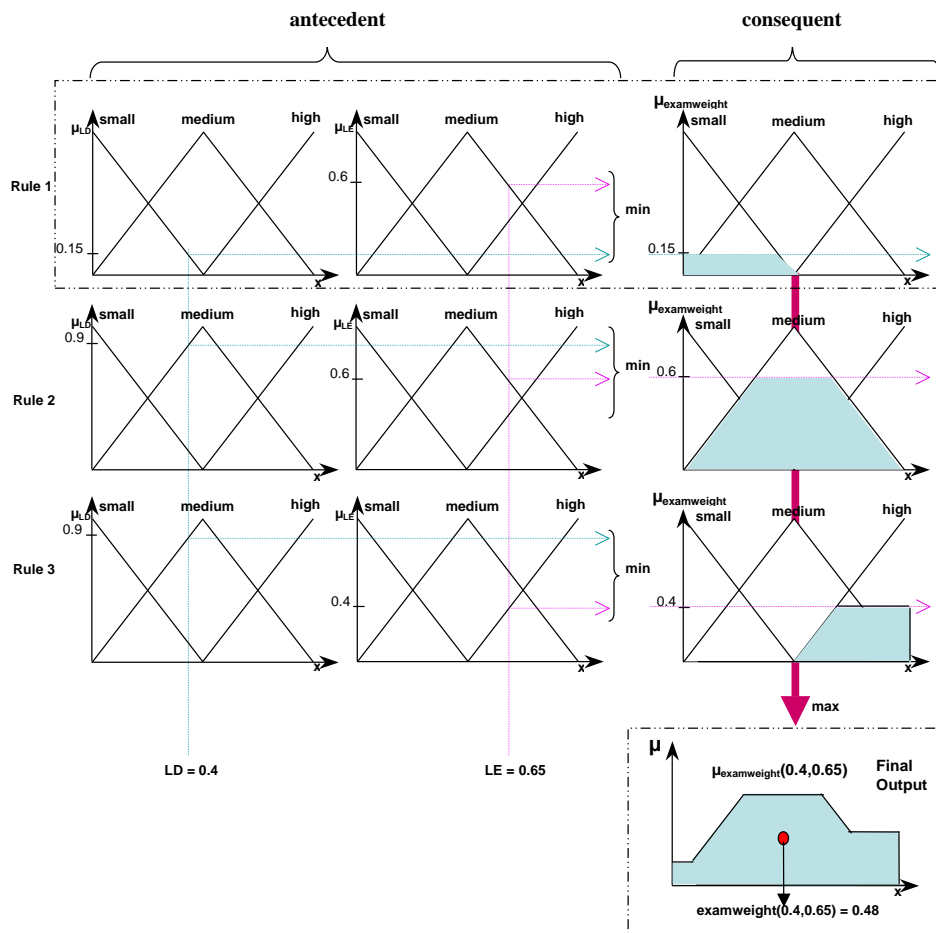 antecedent
consequent
Rule 1
μLD
small
medium
high
0.15
x
μLE
small
medium
high
0.6
x
min
μexamweight
small
medium
high
0.15
x
Rule 2
μLD
small
medium
high
0.9
x
μLE
small
medium
high
0.6
x
min
μexamweight
small
medium
high
0.6
x
Rule 3
μLD
small
medium
high
0.9
x
μLE
small
medium
high
0.4
x
min
μexamweight
small
medium
high
0.4
x
max
LD = 0.4
LE = 0.65
μ
μexamweight(0.4,0.65)
Final
Output
x
examweight(0.4,0.65) = 0.48